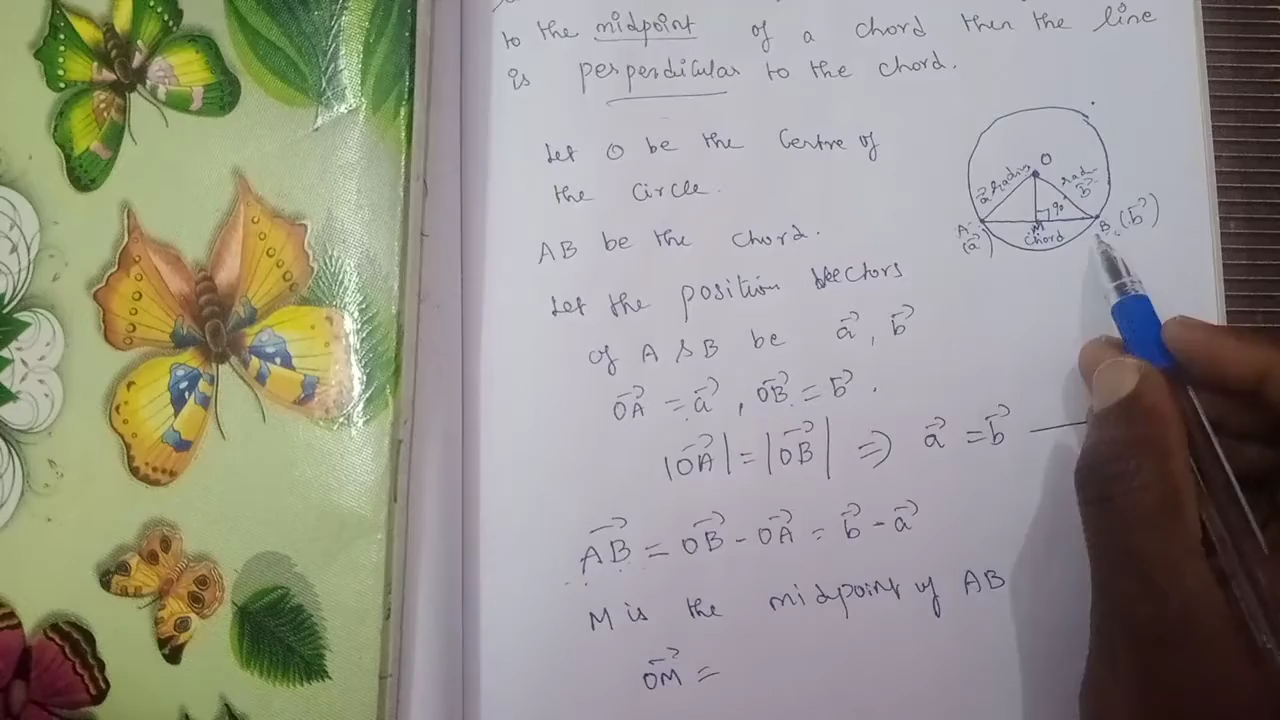 to the midpoint of a chord then the line
is perpendicular to the chord.
Let O be the Centre of
the Circle.
AB be the chord.
Let the position vectors
of A & B be a⃗, b⃗
OA⃗ = a⃗, OB⃗ = b⃗.
|OA⃗| = |OB⃗| ⇒ a⃗ = b⃗
AB⃗ = OB⃗ - OA⃗ = b⃗ - a⃗
M is the midpoint of AB
OM⃗ =
O
a⃗ radius
b⃗
90°
A
(a⃗)
M
chord
B (b⃗)